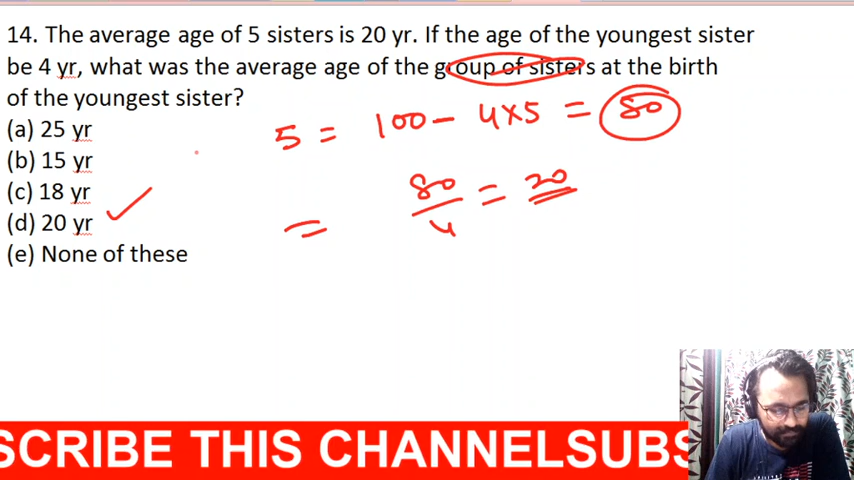 14. The average age of 5 sisters is 20 yr. If the age of the youngest sister
be 4 yr, what was the average age of the group of sisters at the birth
of the youngest sister?
(a) 25 yr
(b) 15 yr
(c) 18 yr
(d) 20 yr
(e) None of these
5 = 100 - 4×5 = 80
= 80/4 = 20
SCRIBE THIS CHANNELSUBS